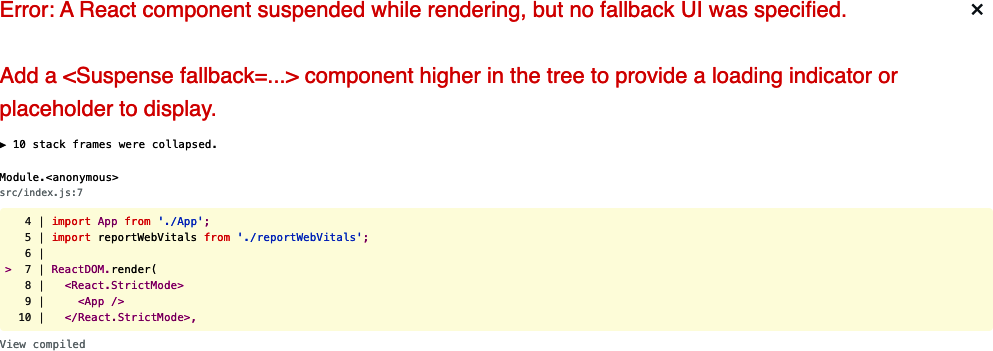 Error: A React component suspended while rendering, but no fallback UI was specified.
×
Add a <Suspense fallback=...> component higher in the tree to provide a loading indicator or
placeholder to display.
▶ 10 stack frames were collapsed.
Module.<anonymous>
src/index.js:7
  4 | import App from './App';
  5 | import reportWebVitals from './reportWebVitals';
  6 |
> 7 | ReactDOM.render(
  8 |   <React.StrictMode>
  9 |     <App />
 10 |   </React.StrictMode>,
View compiled